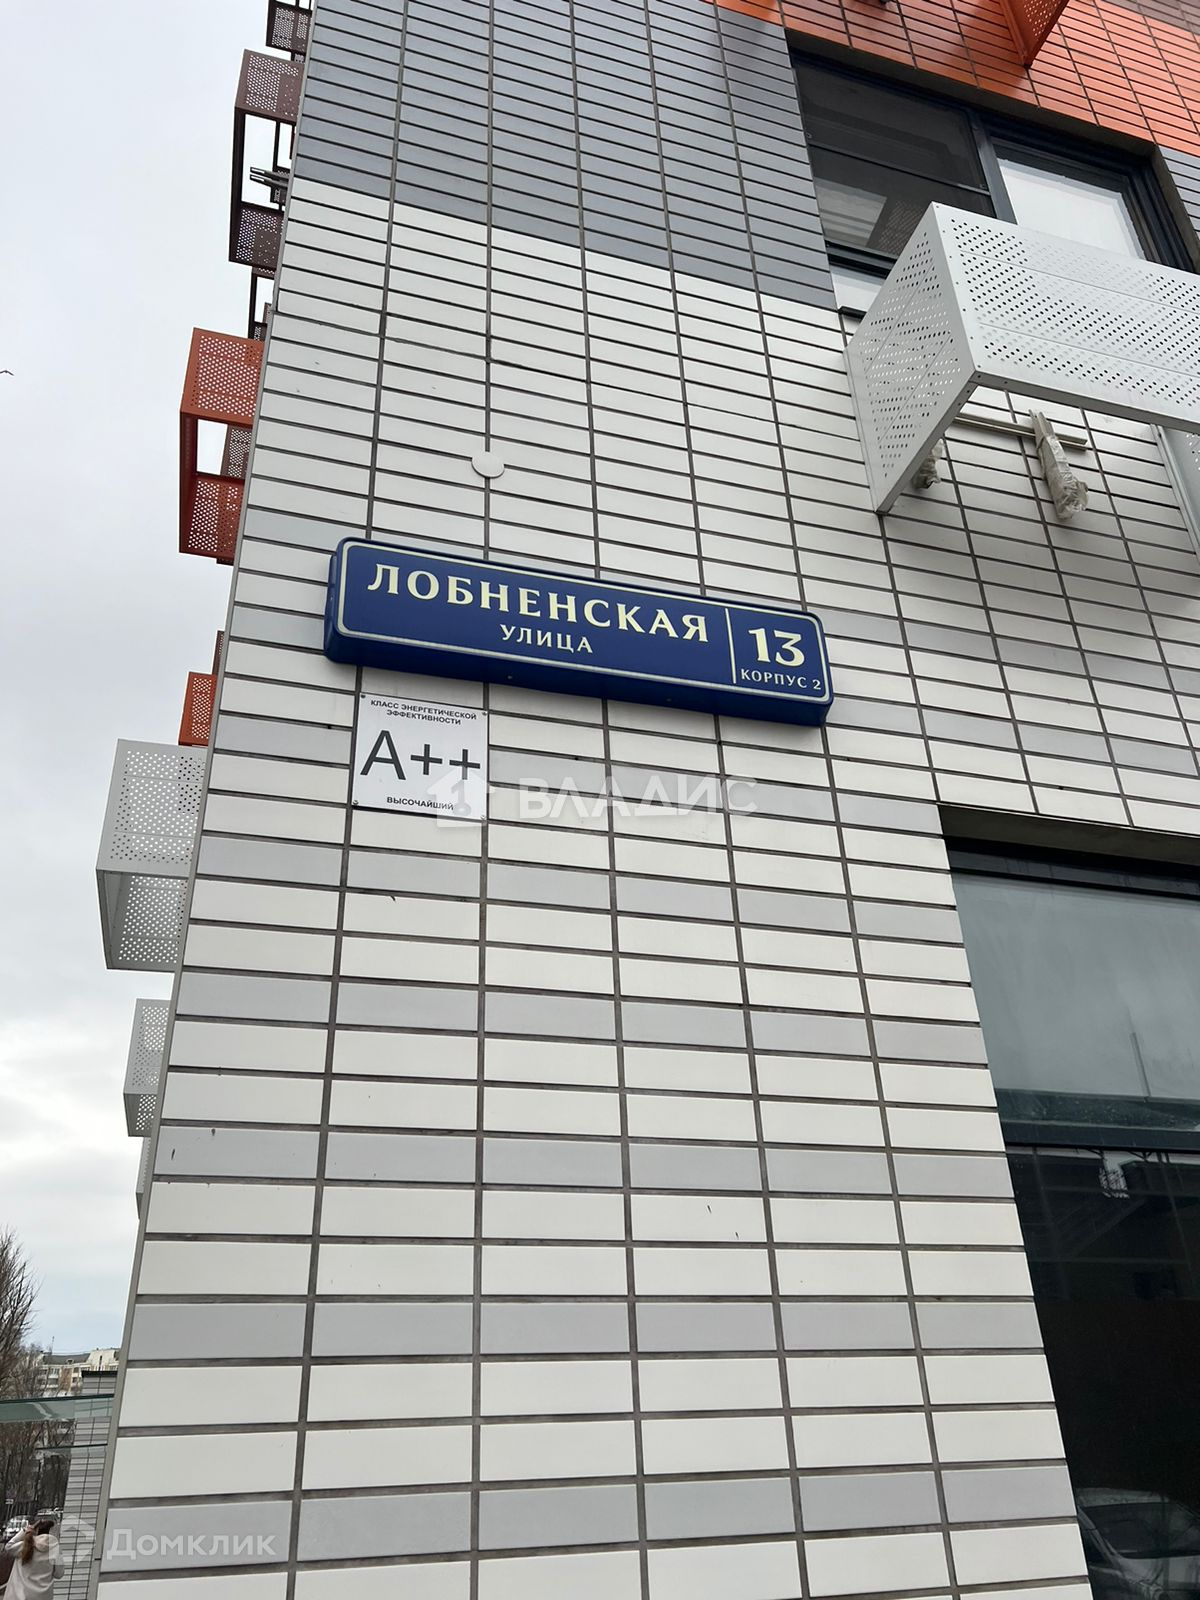 ЛОБНЕНСКАЯ
УЛИЦА
13
КОРПУС 2
КЛАСС ЭНЕРГЕТИЧЕСКОЙ
ЭФФЕКТИВНОСТИ
A++
ВЫСОЧАЙШИЙ
ВЛАДИС
Домклик